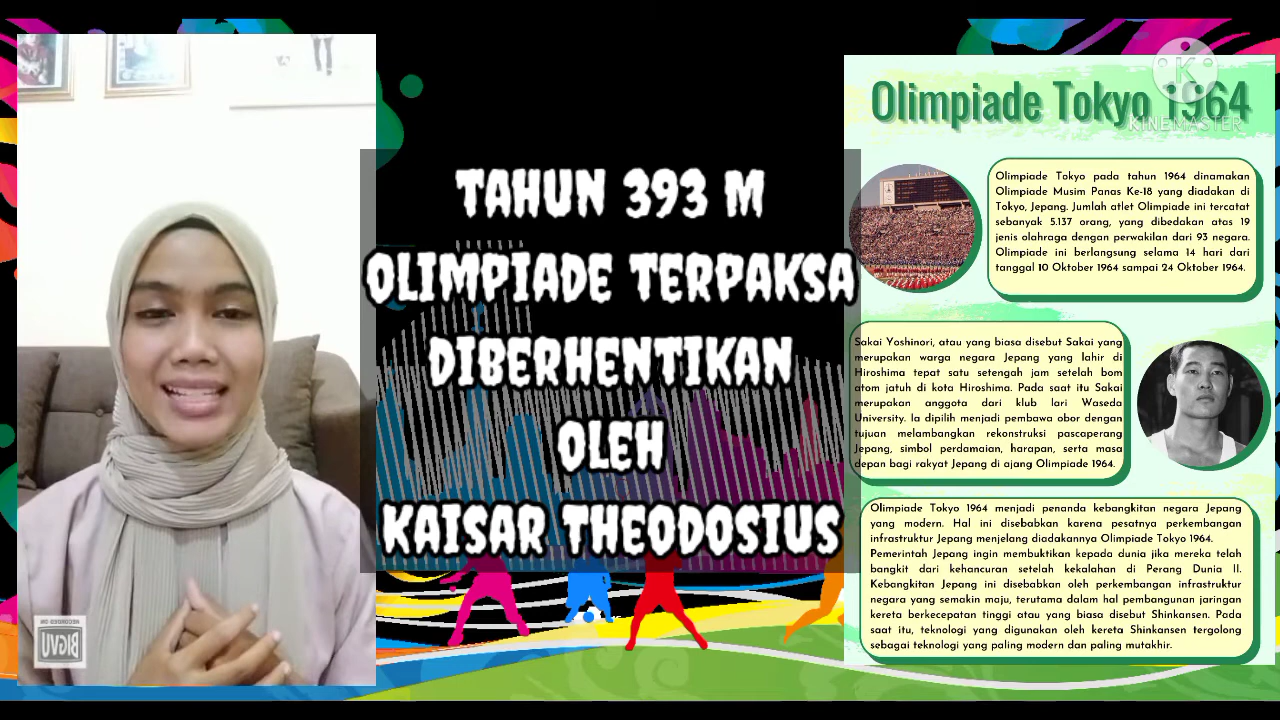 TAHUN 393 M
OLIMPIADE TERPAKSA
DIBERHENTIKAN
OLEH
KAISAR THEODOSIUS
Olimpiade Tokyo 1964
KINEMASTER
Olimpiade Tokyo pada tahun 1964 dinamakan
Olimpiade Musim Panas Ke-18 yang diadakan di
Tokyo, Jepang. Jumlah atlet Olimpiade ini tercatat
sebanyak 5.137 orang, yang dibedakan atas 19
jenis olahraga dengan perwakilan dari 93 negara.
Olimpiade ini berlangsung selama 14 hari dari
tanggal 10 Oktober 1964 sampai 24 Oktober 1964.
Sakai Yoshinori, atau yang biasa disebut Sakai yang
merupakan warga negara Jepang yang lahir di
Hiroshima tepat satu setengah jam setelah bom
atom jatuh di kota Hiroshima. Pada saat itu Sakai
merupakan anggota dari klub lari Waseda
University. Ia dipilih menjadi pembawa obor dengan
tujuan melambangkan rekonstruksi pascaperang
Jepang, simbol perdamaian, harapan, serta masa
depan bagi rakyat Jepang di ajang Olimpiade 1964.
Olimpiade Tokyo 1964 menjadi penanda kebangkitan negara Jepang
yang modern. Hal ini disebabkan karena pesatnya perkembangan
infrastruktur Jepang menjelang diadakannya Olimpiade Tokyo 1964.
Pemerintah Jepang ingin membuktikan kepada dunia jika mereka telah
bangkit dari kehancuran setelah kekalahan di Perang Dunia II.
Kebangkitan Jepang ini disebabkan oleh perkembangan infrastruktur
negara yang semakin maju, terutama dalam hal pembangunan jaringan
kereta berkecepatan tinggi atau yang biasa disebut Shinkansen. Pada
saat itu, teknologi yang digunakan oleh kereta Shinkansen tergolong
sebagai teknologi yang paling modern dan paling mutakhir.
RECORDED ON
BIGVU